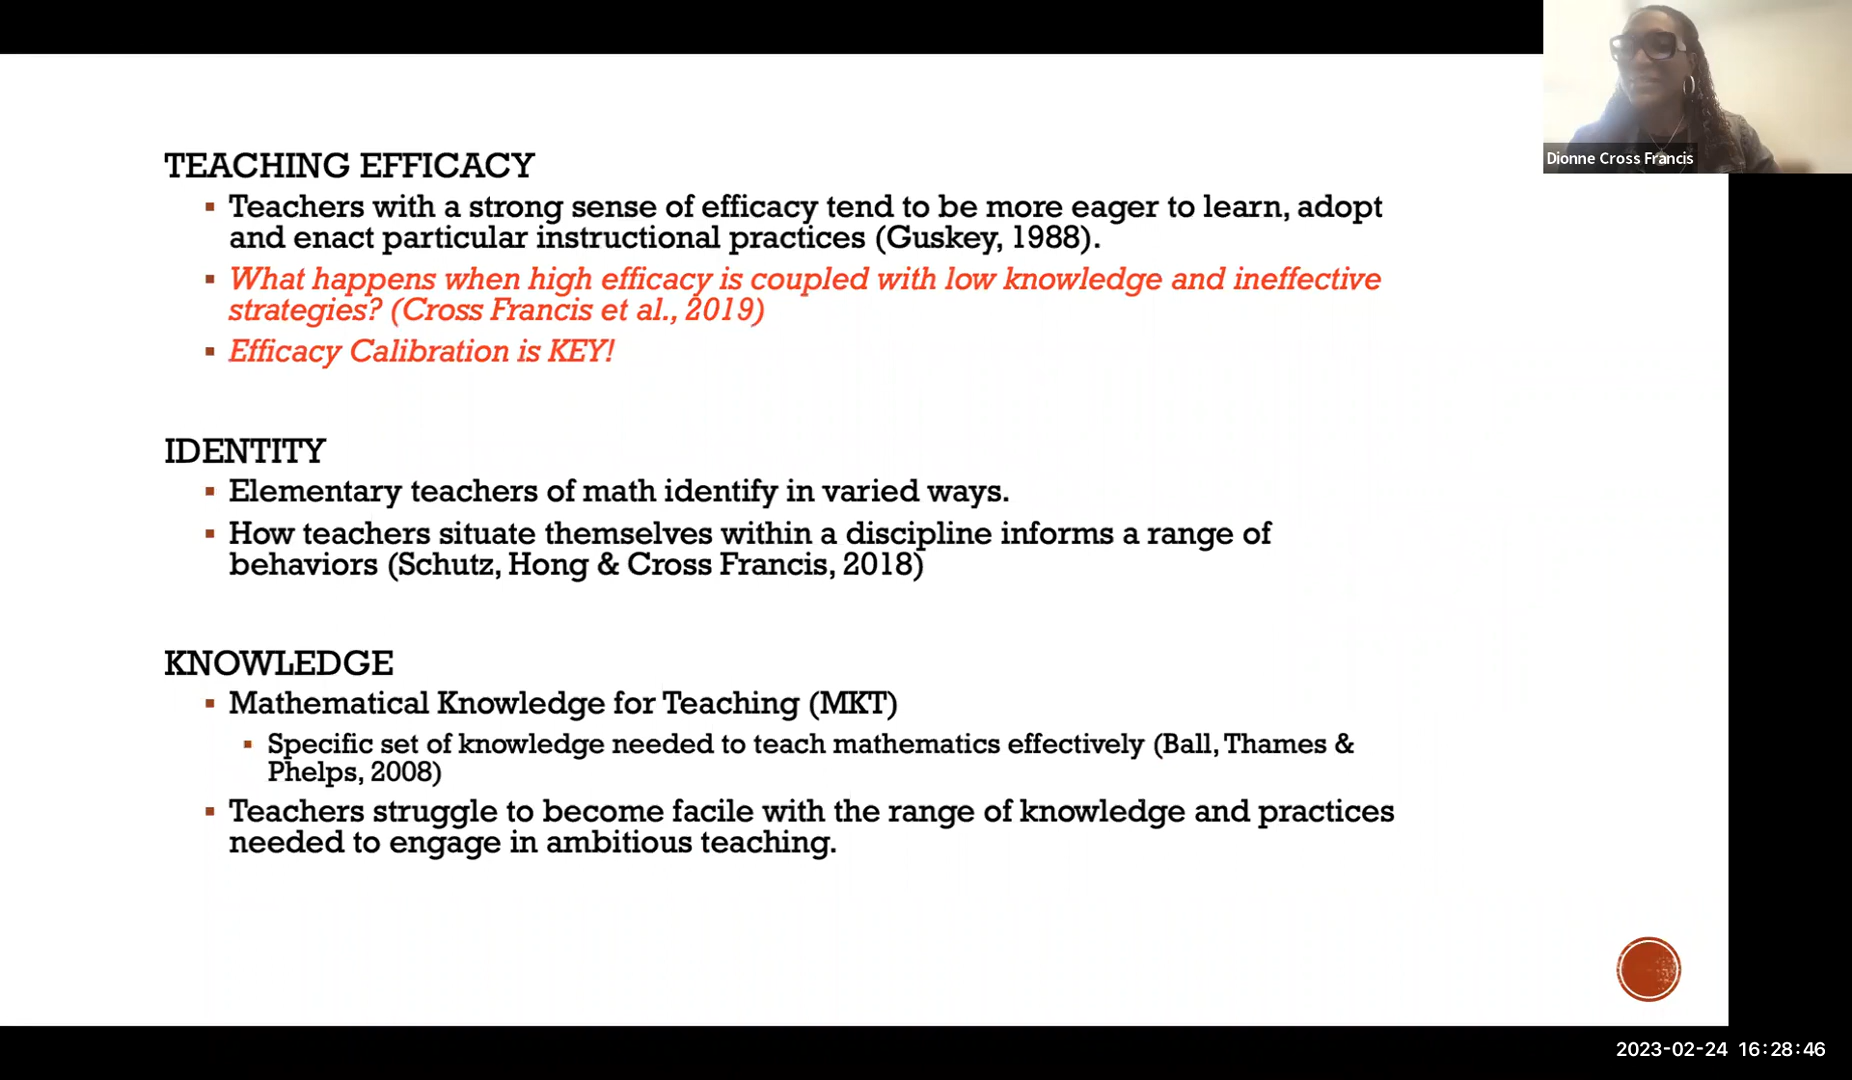 Dionne Cross Francis
TEACHING EFFICACY
Teachers with a strong sense of efficacy tend to be more eager to learn, adopt
and enact particular instructional practices (Guskey, 1988).
What happens when high efficacy is coupled with low knowledge and ineffective
strategies? (Cross Francis et al., 2019)
Efficacy Calibration is KEY!
IDENTITY
Elementary teachers of math identify in varied ways.
How teachers situate themselves within a discipline informs a range of
behaviors (Schutz, Hong & Cross Francis, 2018)
KNOWLEDGE
Mathematical Knowledge for Teaching (MKT)
Specific set of knowledge needed to teach mathematics effectively (Ball, Thames &
Phelps, 2008)
Teachers struggle to become facile with the range of knowledge and practices
needed to engage in ambitious teaching.
2023-02-24 16:28:46